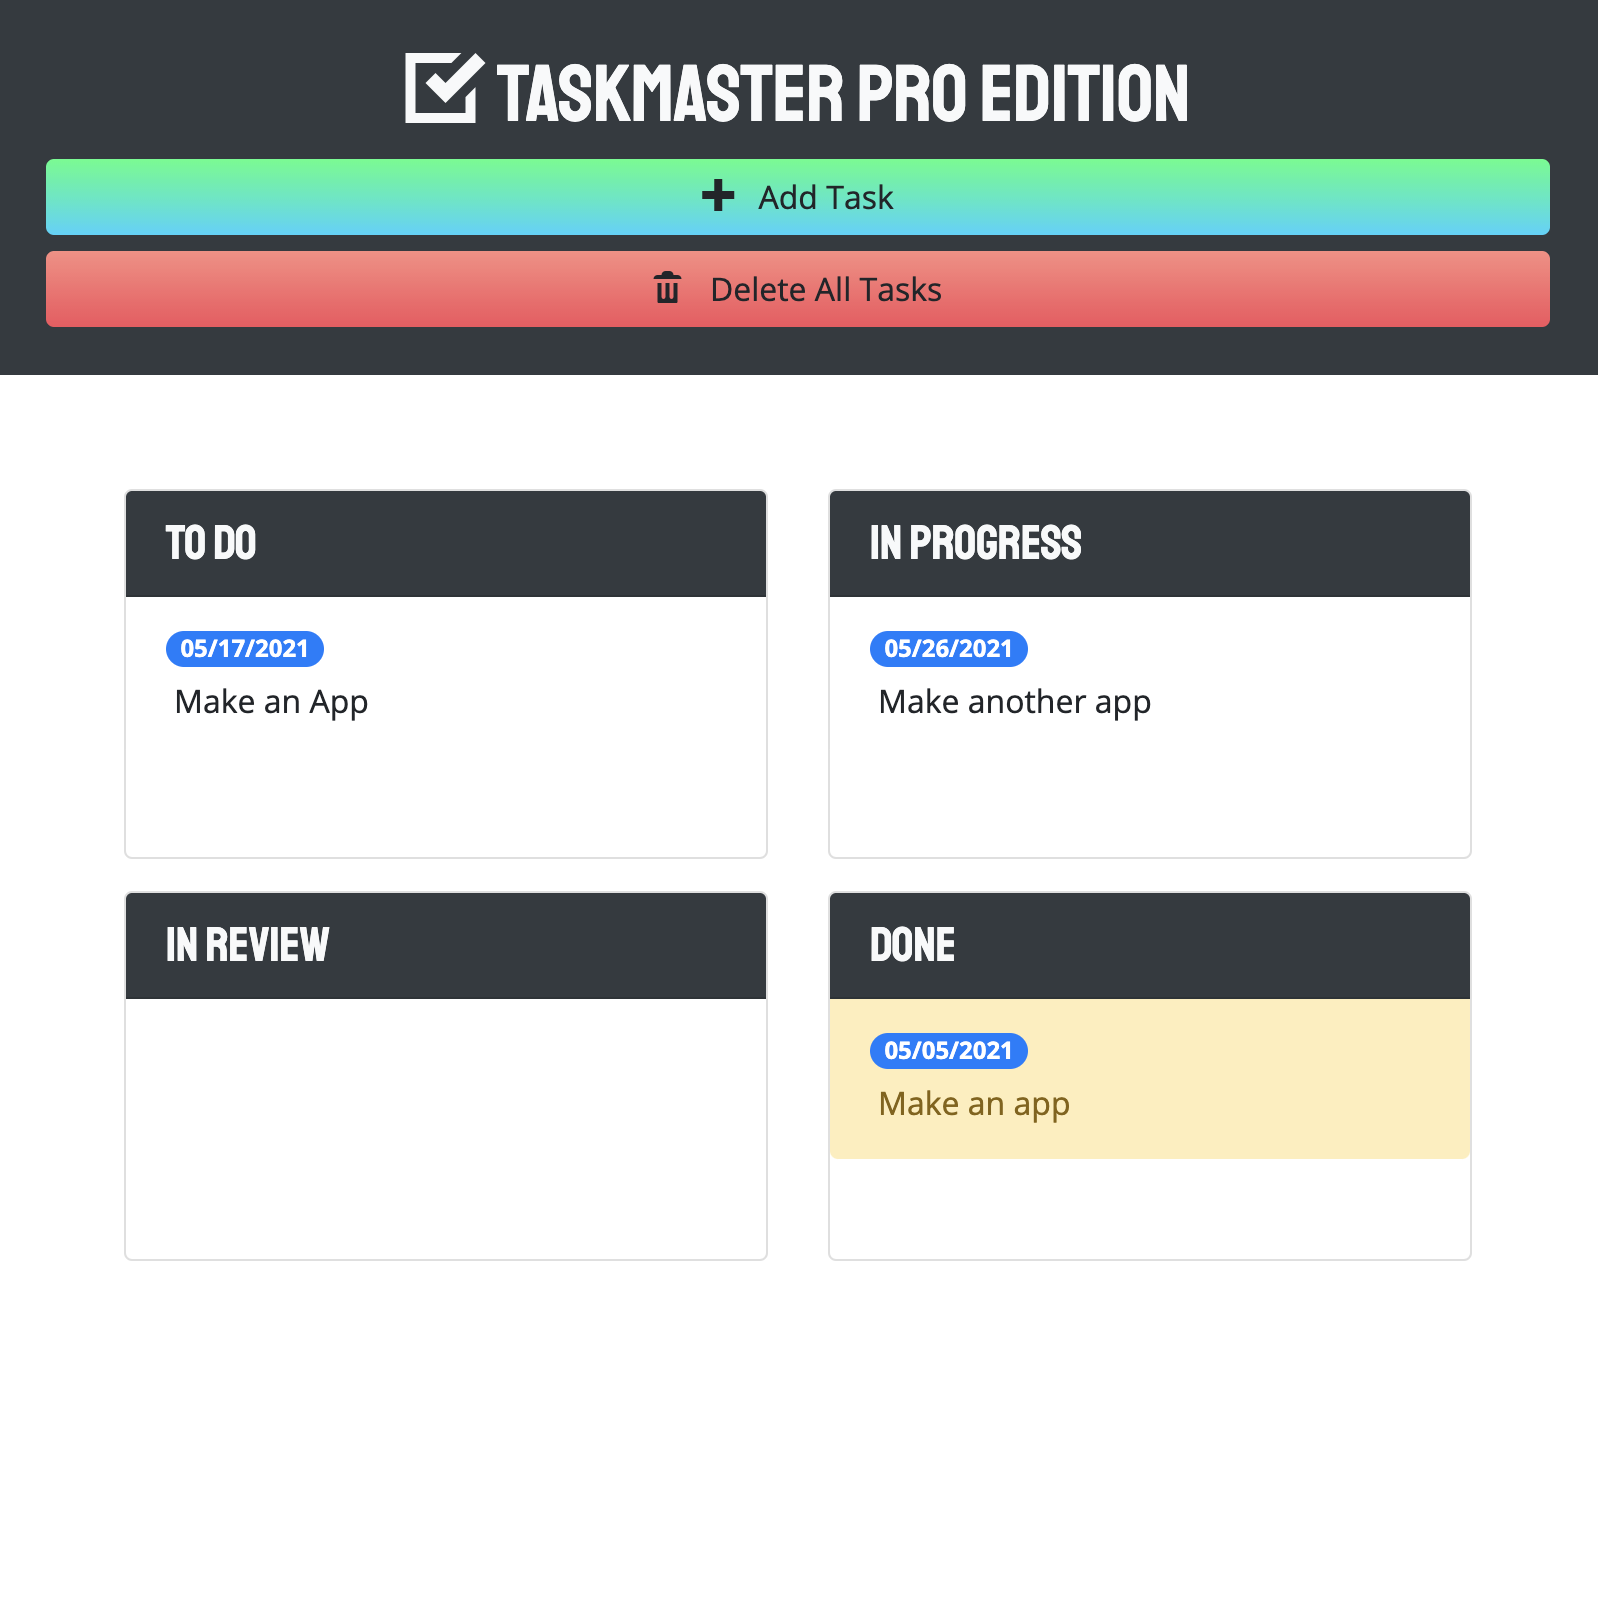 TASKMASTER PRO EDITION
Add Task
Delete All Tasks
TO DO
05/17/2021
Make an App
IN PROGRESS
05/26/2021
Make another app
IN REVIEW
DONE
05/05/2021
Make an app